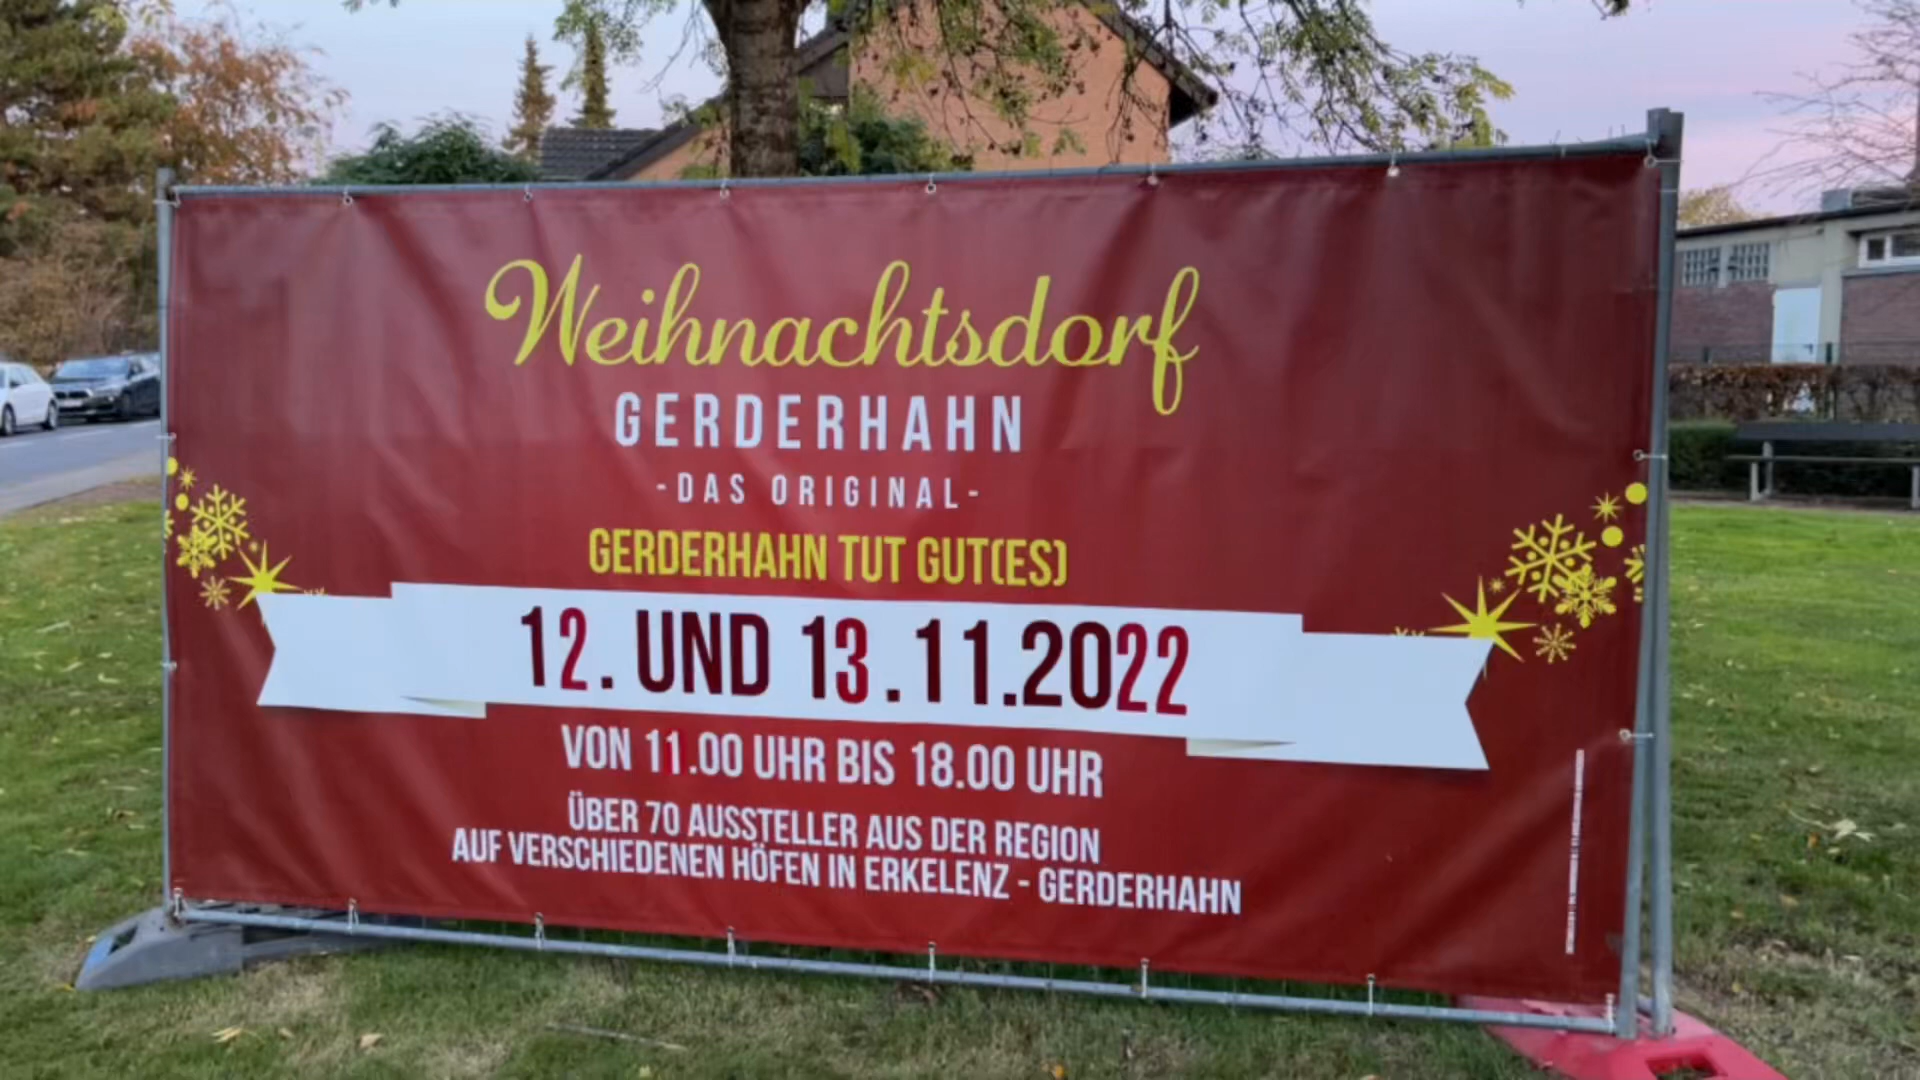 Weihnachtsdorf
GERDERHAHN
-DAS ORIGINAL-
GERDERHAHN TUT GUT(ES)
12. UND 13.11.2022
VON 11.00 UHR BIS 18.00 UHR
ÜBER 70 AUSSTELLER AUS DER REGION
AUF VERSCHIEDENEN HÖFEN IN ERKELENZ - GERDERHAHN